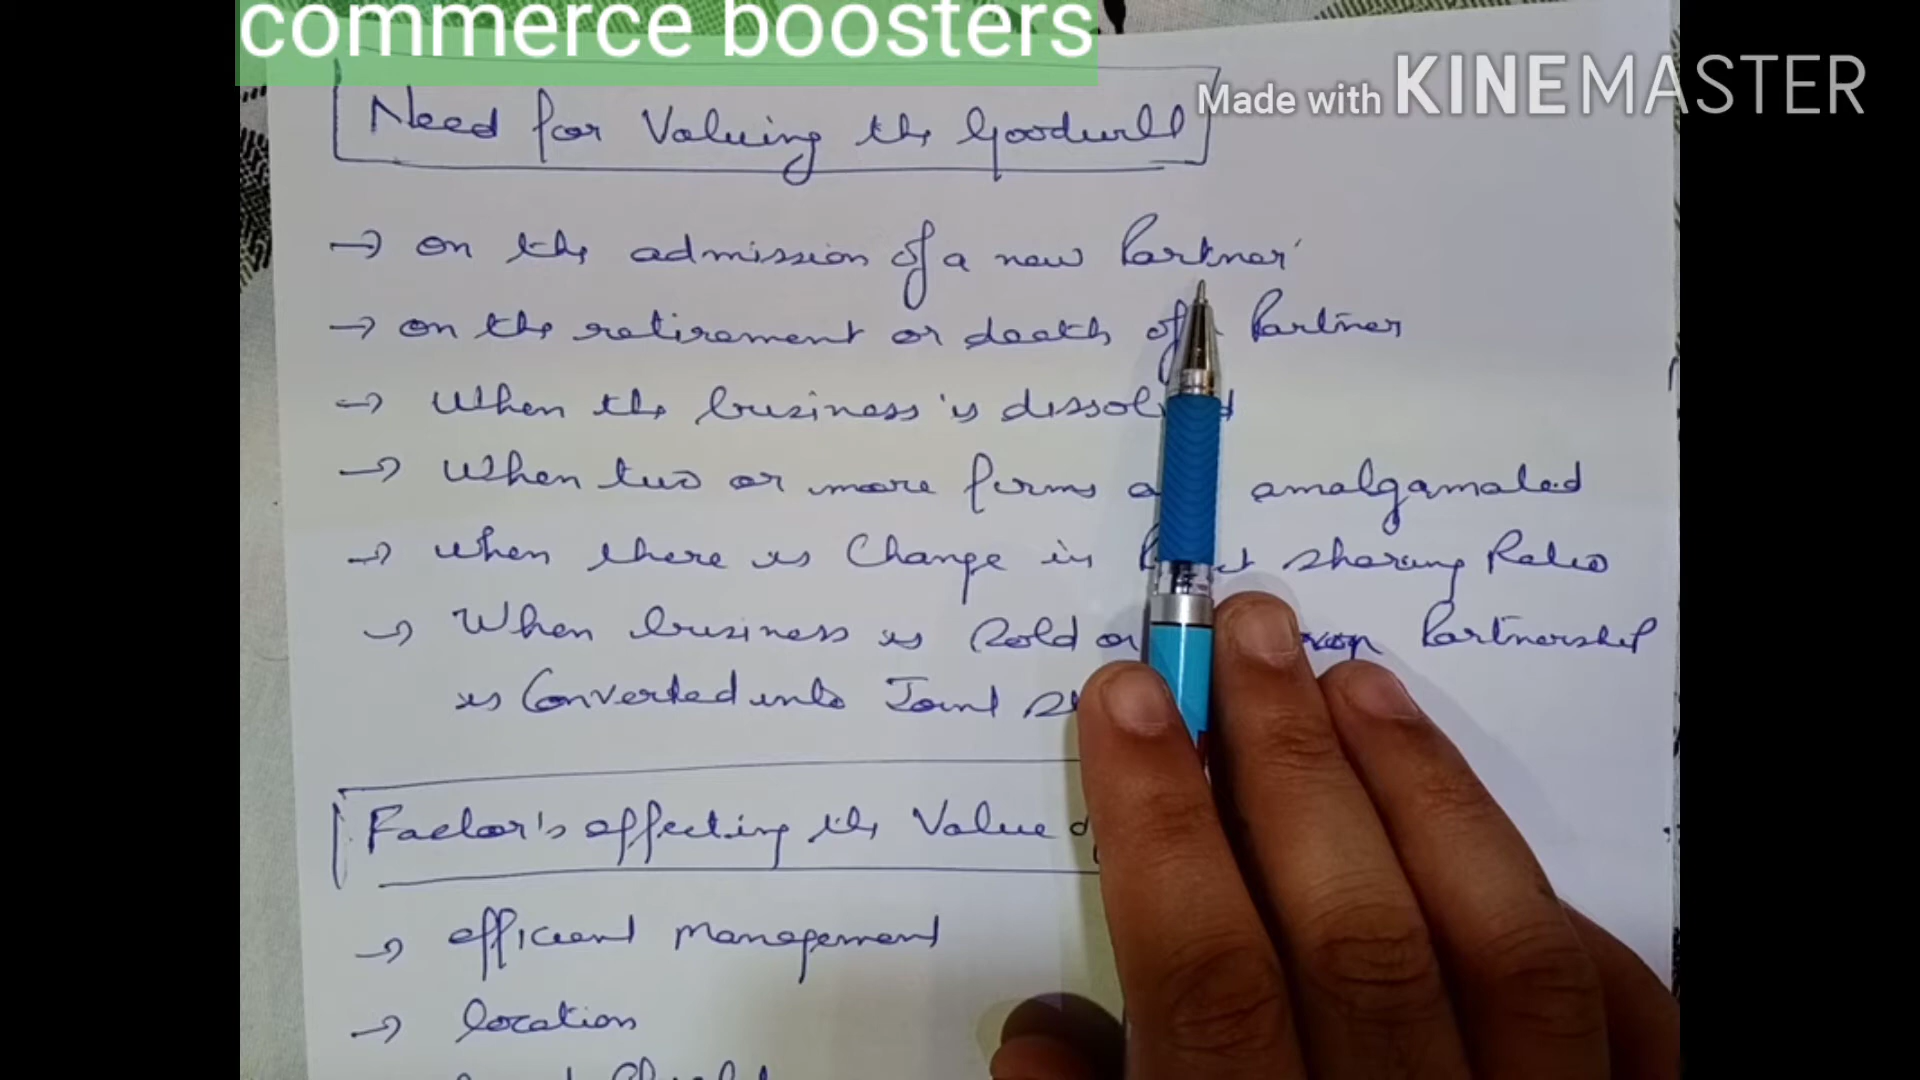 commerce boosters
Made with KINEMASTER
Need for Valuing the Goodwill
→ on the admission of a new Partner
→ on the retirement or death of Partner
→ When the business is dissol d
→ When two or more firms a amalgamated
→ when there is Change in sharing Ratio
→ When business is Sold or Partnership
is Converted into Joint
Factor's affecting the Value
→ efficient management
→ location